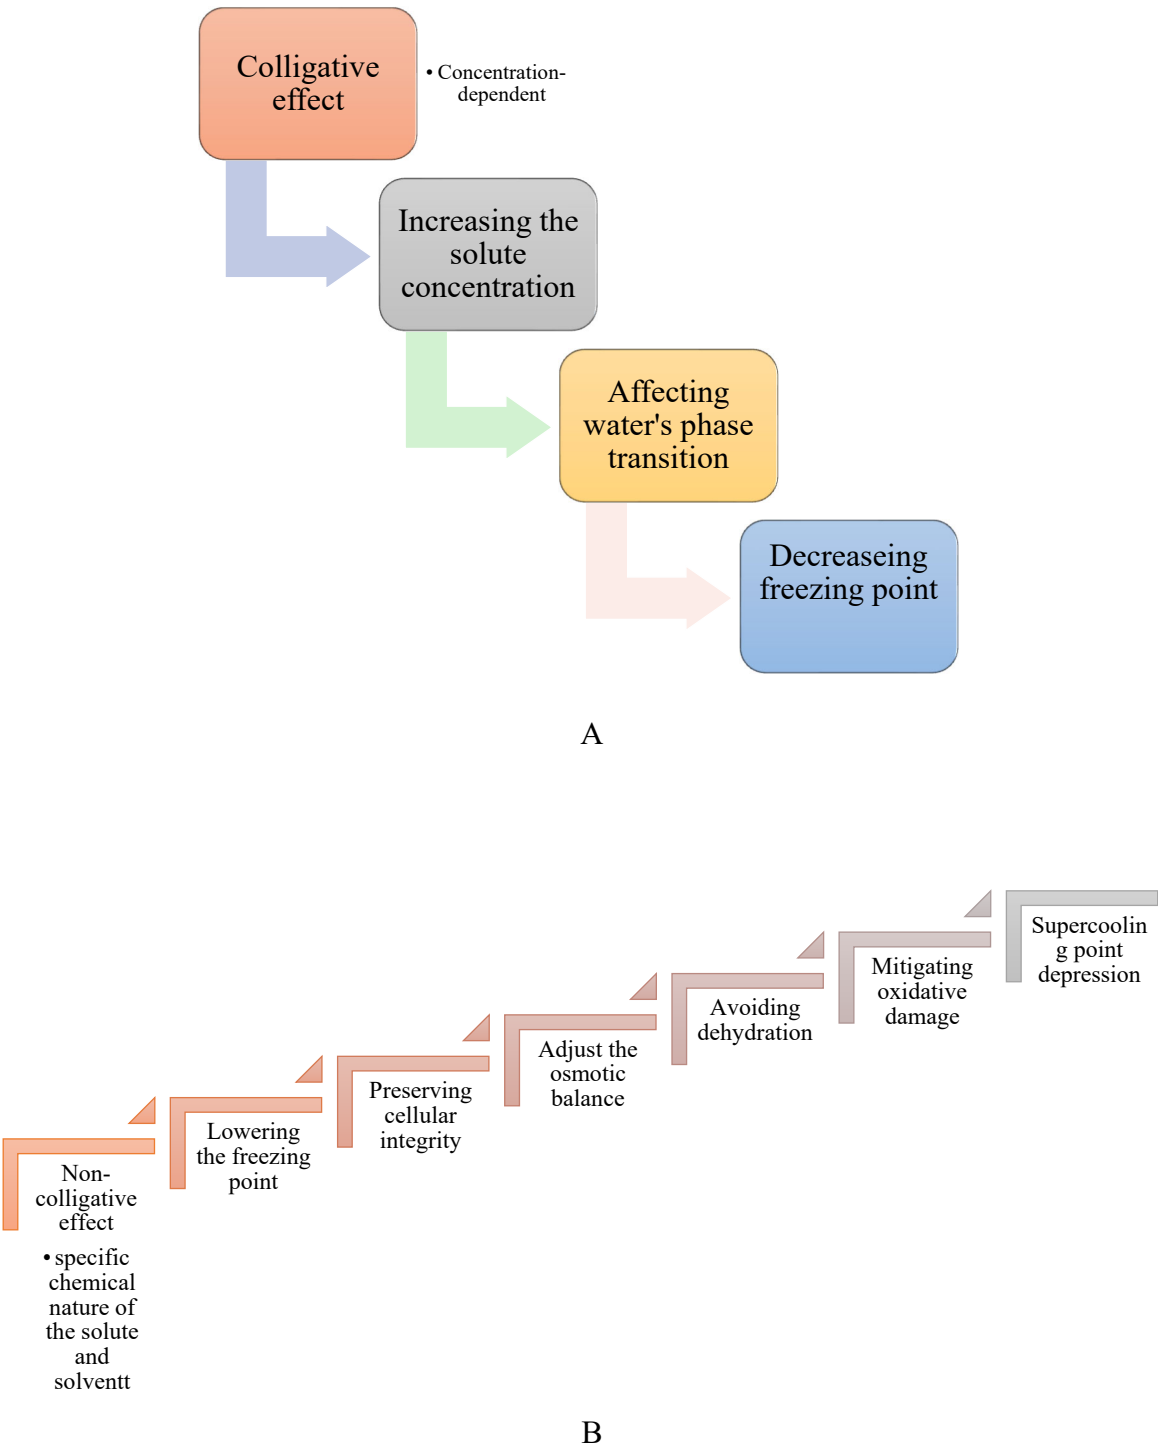 Colligative
effect
• Concentration-
dependent
Increasing the
solute
concentration
Affecting
water's phase
transition
Decreaseing
freezing point
A
Supercoolin
g point
depression
Mitigating
oxidative
damage
Avoiding
dehydration
Adjust the
osmotic
balance
Preserving
cellular
integrity
Lowering
the freezing
point
Non-
colligative
effect
• specific
chemical
nature of
the solute
and
solventt
B